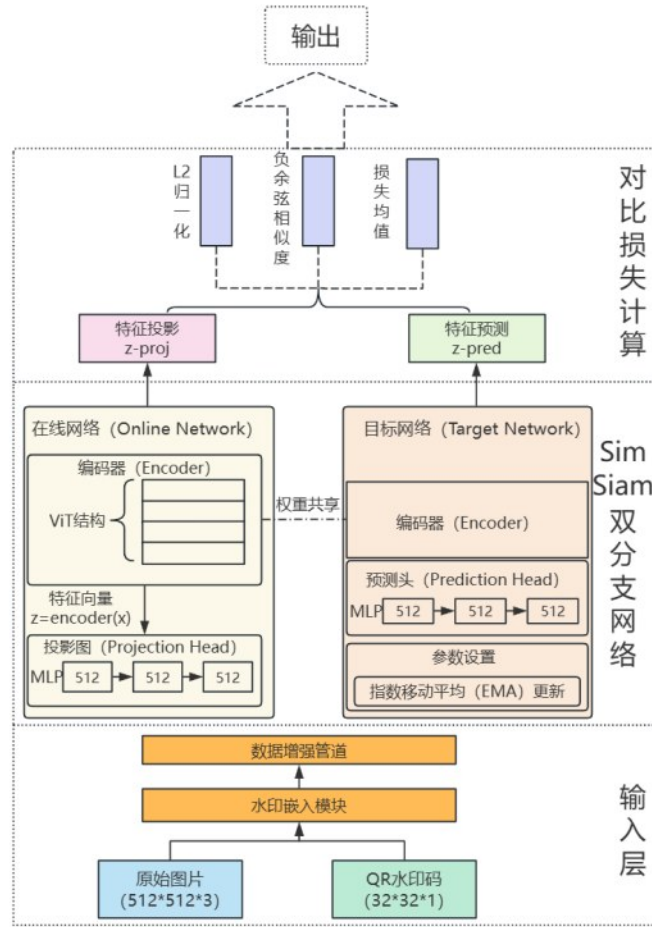 输出
L2归一化
负余弦相似度
损失均值
对比损失计算
特征投影
z-proj
特征预测
z-pred
在线网络（Online Network）
编码器（Encoder）
ViT结构
特征向量
z=encoder(x)
投影图（Projection Head）
MLP 512 512 512
权重共享
目标网络（Target Network）
编码器（Encoder）
预测头（Prediction Head）
MLP 512 512 512
参数设置
指数移动平均（EMA）更新
Sim
Siam
双分支网络
数据增强管道
水印嵌入模块
原始图片
(512*512*3)
QR水印码
(32*32*1)
输入层